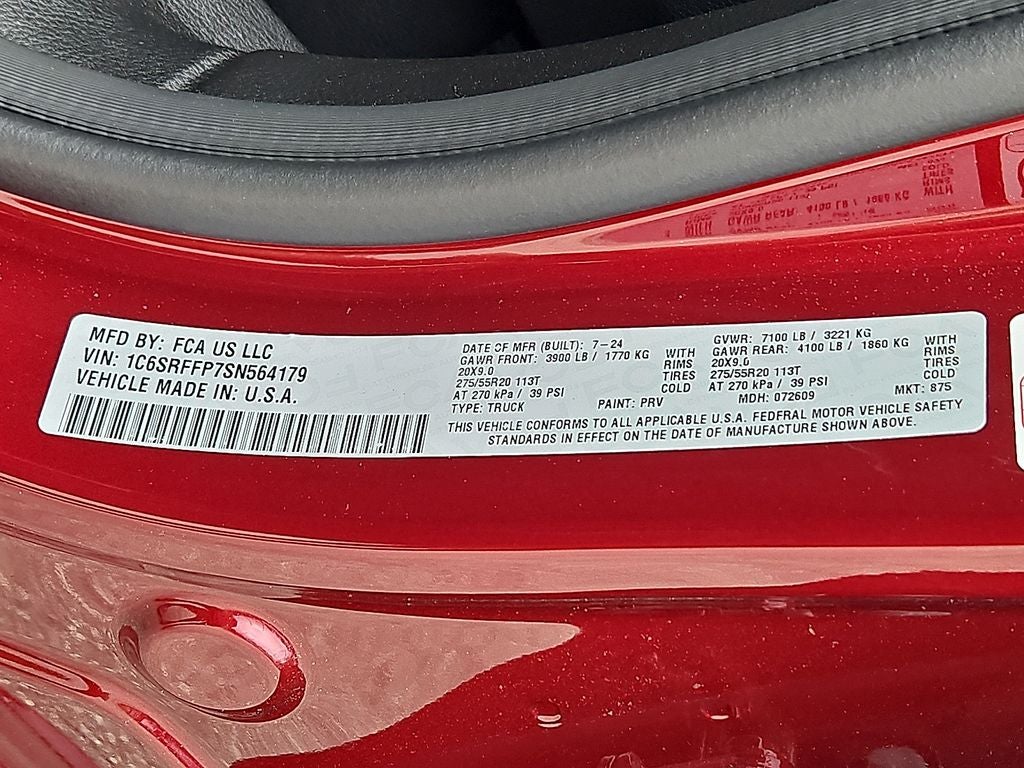 MFD BY: FCA US LLC
VIN: 1C6SRFFP7SN564179
VEHICLE MADE IN: U.S.A.
DATE OF MFR (BUILT): 7-24
GAWR FRONT: 3900 LB / 1770 KG WITH
20X9.0 RIMS
275/55R20 113T TIRES
AT 270 kPa / 39 PSI COLD
TYPE: TRUCK PAINT: PRV
GVWR: 7100 LB / 3221 KG
GAWR REAR: 4100 LB / 1860 KG WITH
20X9.0 RIMS
275/55R20 113T TIRES
AT 270 kPa / 39 PSI COLD
MDH: 072609 MKT: 875
THIS VEHICLE CONFORMS TO ALL APPLICABLE U.S.A. FEDERAL MOTOR VEHICLE SAFETY
STANDARDS IN EFFECT ON THE DATE OF MANUFACTURE SHOWN ABOVE.